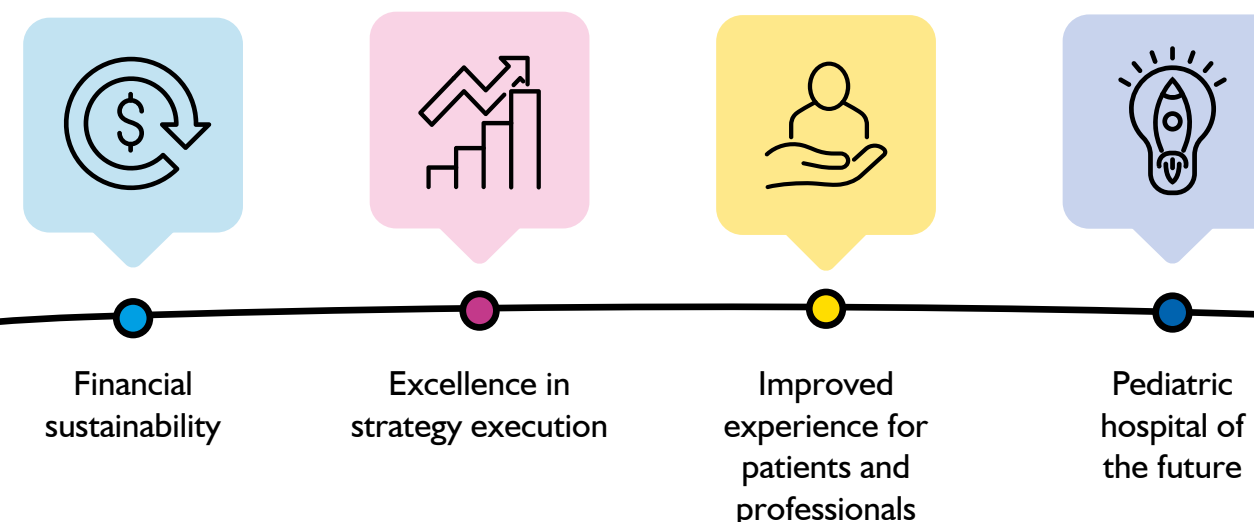 $
Financial
sustainability
Excellence in
strategy execution
Improved
experience for
patients and
professionals
Pediatric
hospital of
the future